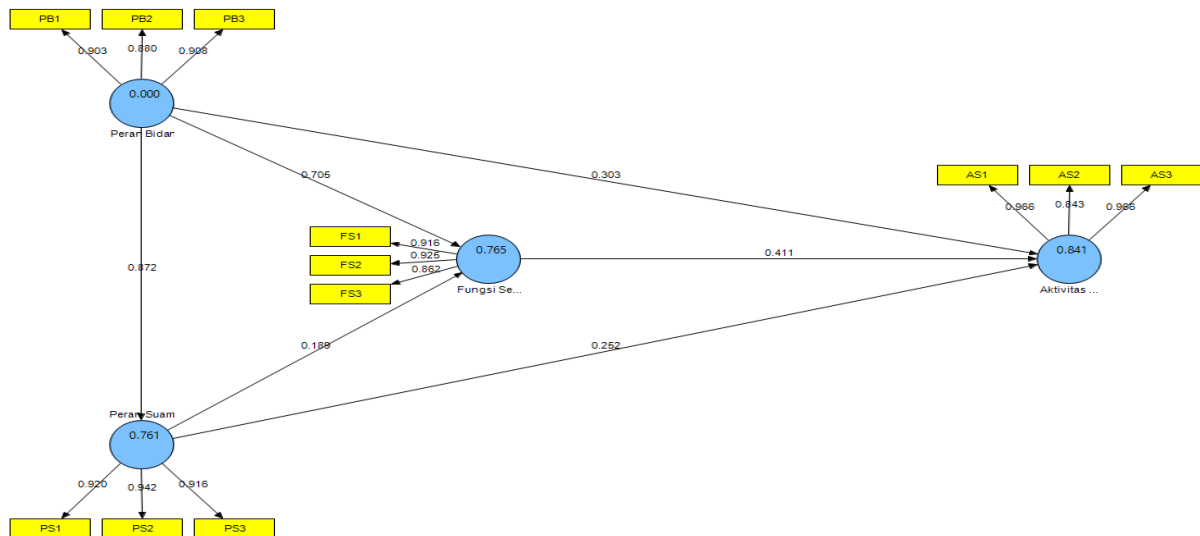 PB1 PB2 PB3
0.903 0.880 0.908
0.000
Peran Bidan
0.705
0.303
AS1 AS2 AS3
0.966 0.843 0.966
FS1
FS2
FS3
0.916
0.925
0.862
0.765
Fungsi Se...
0.411
0.841
Aktivitas ...
0.872
0.189
0.252
Peran Suam
0.761
0.920 0.942 0.916
PS1 PS2 PS3